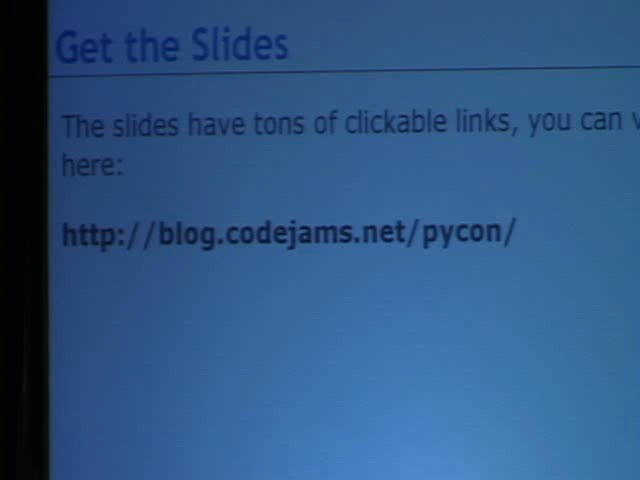 Get the Slides
The slides have tons of clickable links, you can
here:
http://blog.codejams.net/pycon/